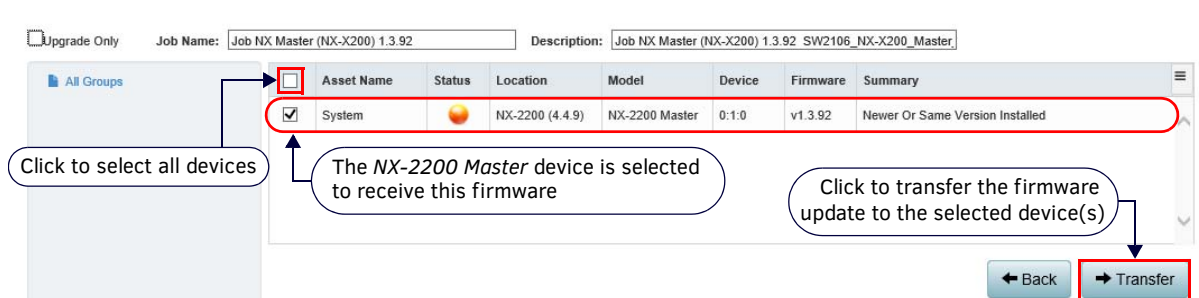 Upgrade Only Job Name: Job NX Master (NX-X200) 1.3.92 Description: Job NX Master (NX-X200) 1.3.92 SW2106_NX-X200_Master_
All Groups
Asset Name Status Location Model Device Firmware Summary
System NX-2200 (4.4.9) NX-2200 Master 0:1:0 v1.3.92 Newer Or Same Version Installed
Click to select all devices
The NX-2200 Master device is selected
to receive this firmware
Click to transfer the firmware
update to the selected device(s)
Back Transfer